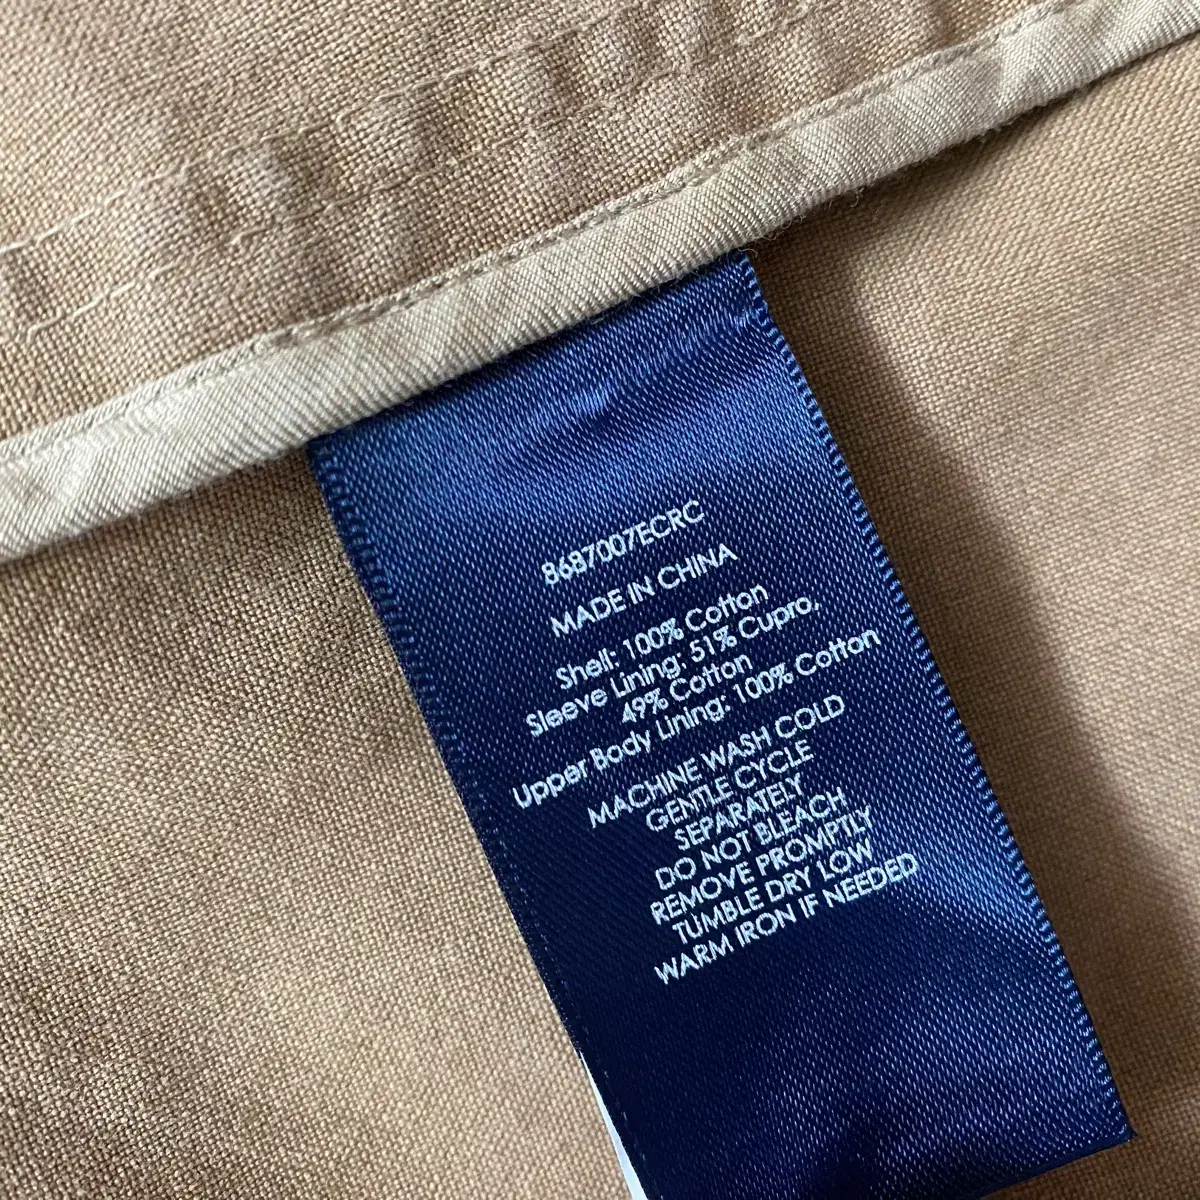 8687007ECRC
MADE IN CHINA
Shell: 100% Cotton
Sleeve Lining: 51% Cupro,
49% Cotton
Upper Body Lining: 100% Cotton
MACHINE WASH COLD
GENTLE CYCLE
SEPARATELY
DO NOT BLEACH
REMOVE PROMPTLY
TUMBLE DRY LOW
WARM IRON IF NEEDED